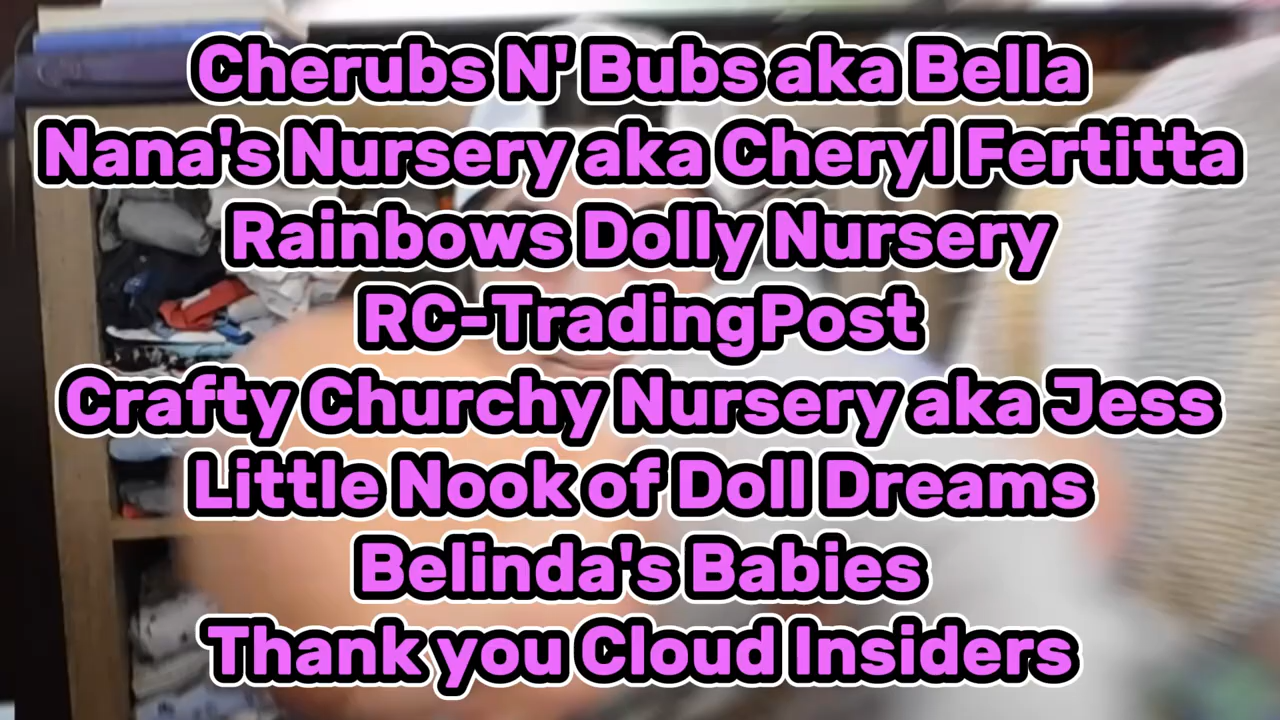 Cherubs N' Bubs aka Bella
Nana's Nursery aka Cheryl Fertitta
Rainbows Dolly Nursery
RC-TradingPost
Crafty Churchy Nursery aka Jess
Little Nook of Doll Dreams
Belinda's Babies
Thank you Cloud Insiders